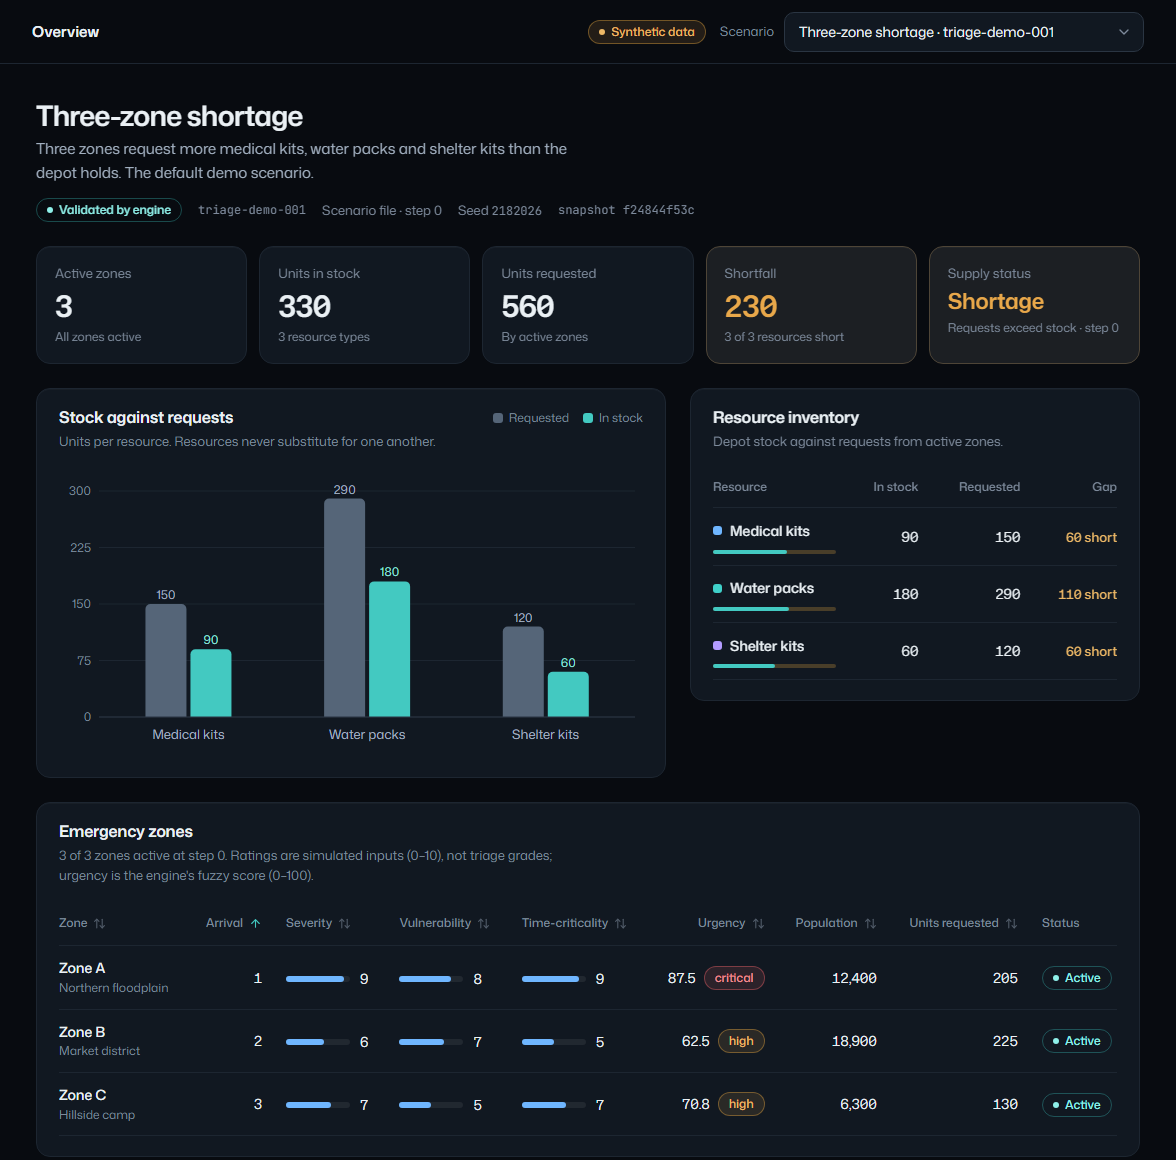 Overview
Synthetic data
Scenario
Three-zone shortage · triage-demo-001
Three-zone shortage
Three zones request more medical kits, water packs and shelter kits than the
depot holds. The default demo scenario.
Validated by engine
triage-demo-001
Scenario file · step 0
Seed 2182026
snapshot f24844f53c
Active zones
3
All zones active
Units in stock
330
3 resource types
Units requested
560
By active zones
Shortfall
230
3 of 3 resources short
Supply status
Shortage
Requests exceed stock · step 0
Stock against requests
Requested
In stock
Units per resource. Resources never substitute for one another.
300
225
150
75
0
150
90
290
180
120
60
Medical kits
Water packs
Shelter kits
Resource inventory
Depot stock against requests from active zones.
Resource In stock Requested Gap
Medical kits 90 150 60 short
Water packs 180 290 110 short
Shelter kits 60 120 60 short
Emergency zones
3 of 3 zones active at step 0. Ratings are simulated inputs (0–10), not triage grades;
urgency is the engine's fuzzy score (0–100).
Zone Arrival Severity Vulnerability Time-criticality Urgency Population Units requested Status
Zone A 1 9 8 9 87.5 critical 12,400 205 Active
Northern floodplain
Zone B 2 6 7 5 62.5 high 18,900 225 Active
Market district
Zone C 3 7 5 7 70.8 high 6,300 130 Active
Hillside camp